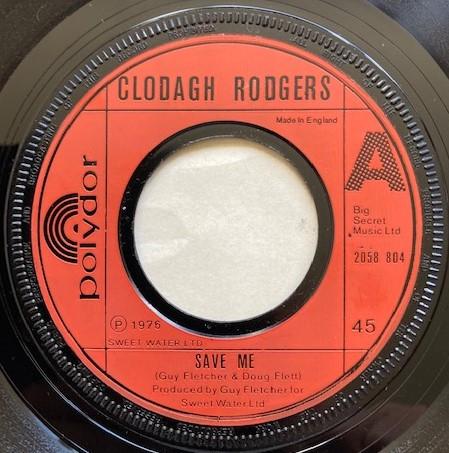 CLODAGH RODGERS
Made in England
A
polydor
Big
Secret
Music Ltd
2058 804
Ⓟ 1976
45
SWEET WATER LTD
SAVE ME
(Guy Fletcher & Doug Flett)
Produced by Guy Fletcher for
Sweet Water Ltd.